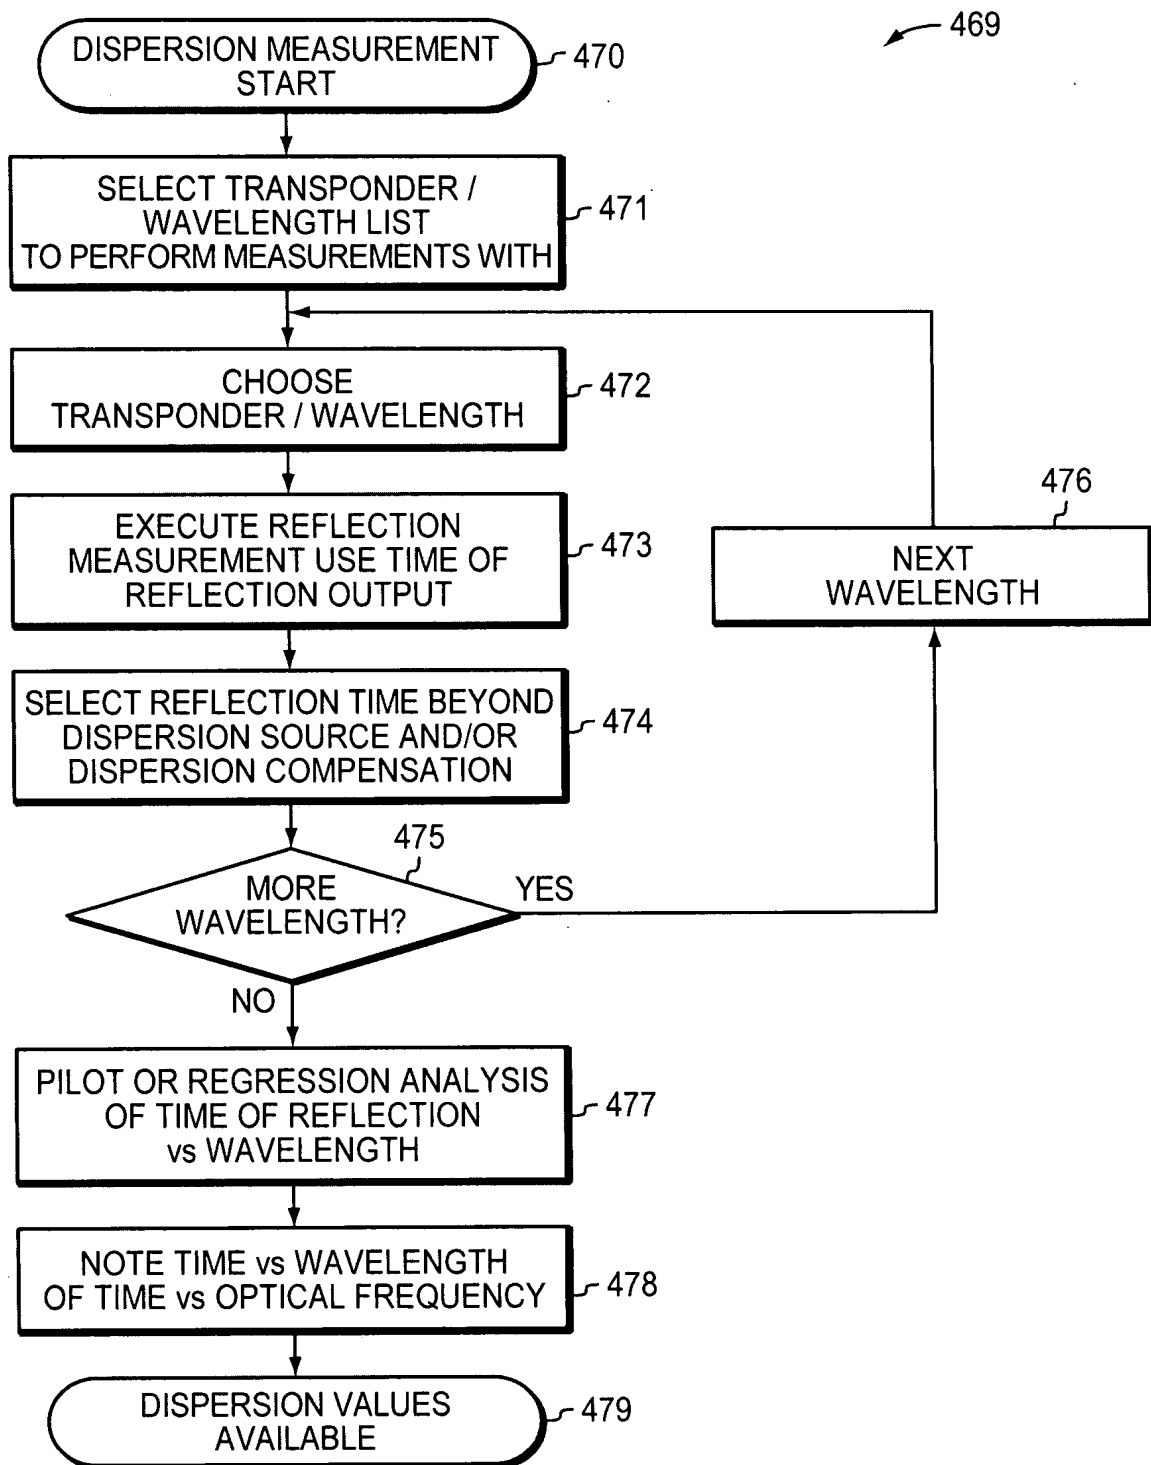 469
DISPERSION MEASUREMENT
START
470
SELECT TRANSPONDER /
WAVELENGTH LIST
TO PERFORM MEASUREMENTS WITH
471
CHOOSE
TRANSPONDER / WAVELENGTH
472
EXECUTE REFLECTION
MEASUREMENT USE TIME OF
REFLECTION OUTPUT
473
476
NEXT
WAVELENGTH
SELECT REFLECTION TIME BEYOND
DISPERSION SOURCE AND/OR
DISPERSION COMPENSATION
474
475
MORE
WAVELENGTH?
YES
NO
PILOT OR REGRESSION ANALYSIS
OF TIME OF REFLECTION
vs WAVELENGTH
477
NOTE TIME vs WAVELENGTH
OF TIME vs OPTICAL FREQUENCY
478
DISPERSION VALUES
AVAILABLE
479